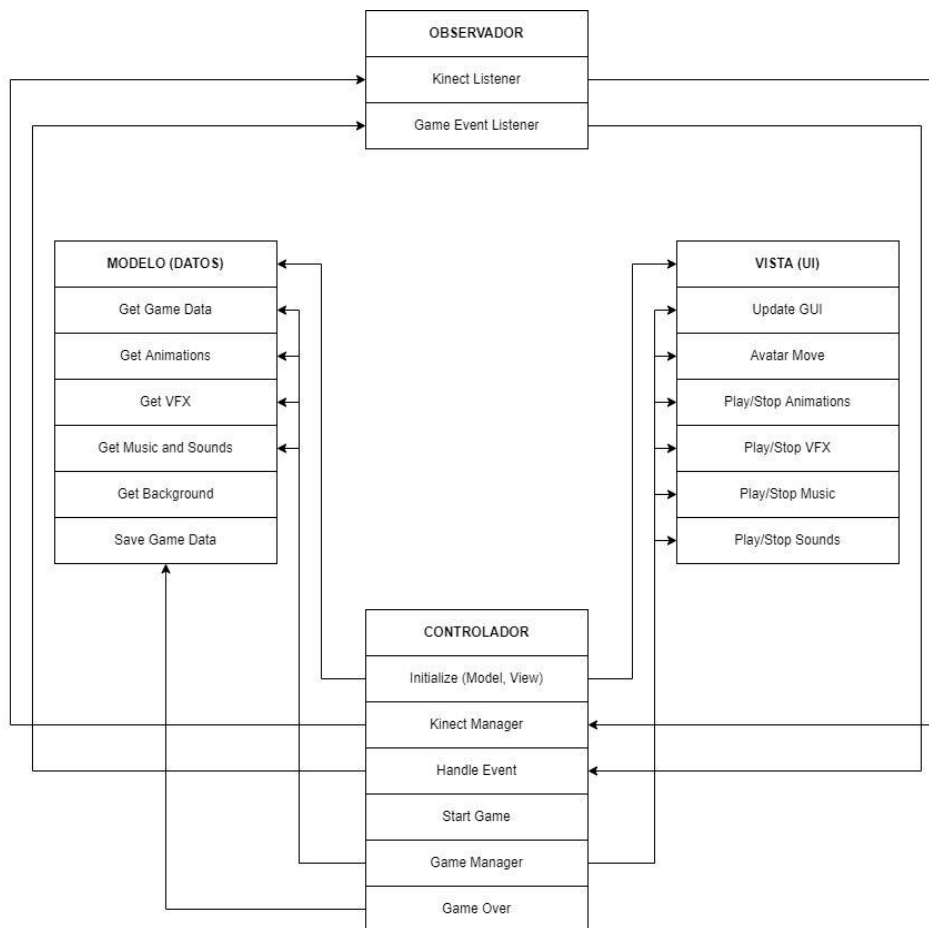 OBSERVADOR
Kinect Listener
Game Event Listener
MODELO (DATOS)
Get Game Data
Get Animations
Get VFX
Get Music and Sounds
Get Background
Save Game Data
VISTA (UI)
Update GUI
Avatar Move
Play/Stop Animations
Play/Stop VFX
Play/Stop Music
Play/Stop Sounds
CONTROLADOR
Initialize (Model, View)
Kinect Manager
Handle Event
Start Game
Game Manager
Game Over